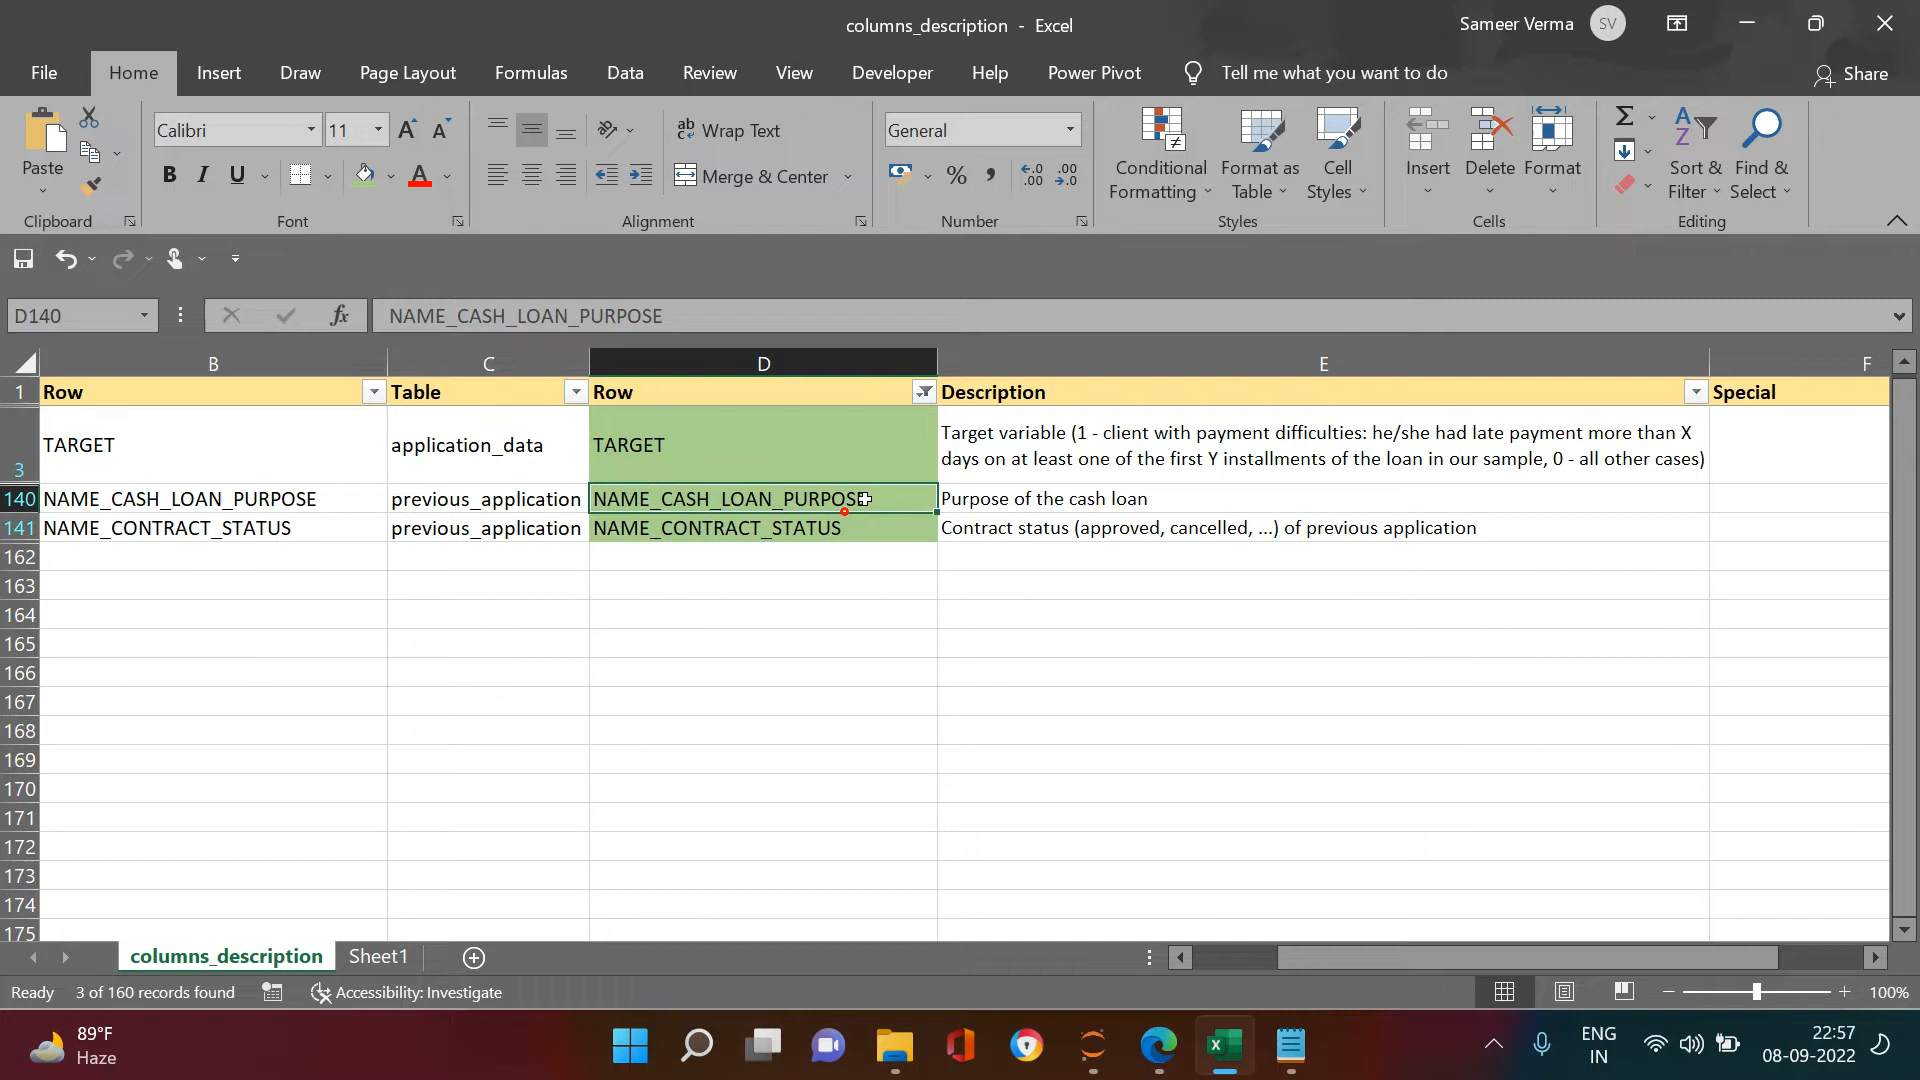 columns_description - Excel
Sameer Verma SV
File Home Insert Draw Page Layout Formulas Data Review View Developer Help Power Pivot Tell me what you want to do Share
Paste
Clipboard
Calibri 11
B I U
Font
Wrap Text
Merge & Center
Alignment
General
% ,
Number
Conditional Formatting
Format as Table
Cell Styles
Styles
Insert Delete Format
Cells
Sort & Filter
Find & Select
Editing
D140 fx NAME_CASH_LOAN_PURPOSE
B C D E F
1 Row Table Row Description Special
3 TARGET application_data TARGET Target variable (1 - client with payment difficulties: he/she had late payment more than X
days on at least one of the first Y installments of the loan in our sample, 0 - all other cases)
140 NAME_CASH_LOAN_PURPOSE previous_application NAME_CASH_LOAN_PURPOSE Purpose of the cash loan
141 NAME_CONTRACT_STATUS previous_application NAME_CONTRACT_STATUS Contract status (approved, cancelled, ...) of previous application
162
163
164
165
166
167
168
169
170
171
172
173
174
175
columns_description Sheet1
Ready 3 of 160 records found Accessibility: Investigate 100%
89°F
Haze
ENG
IN
22:57
08-09-2022